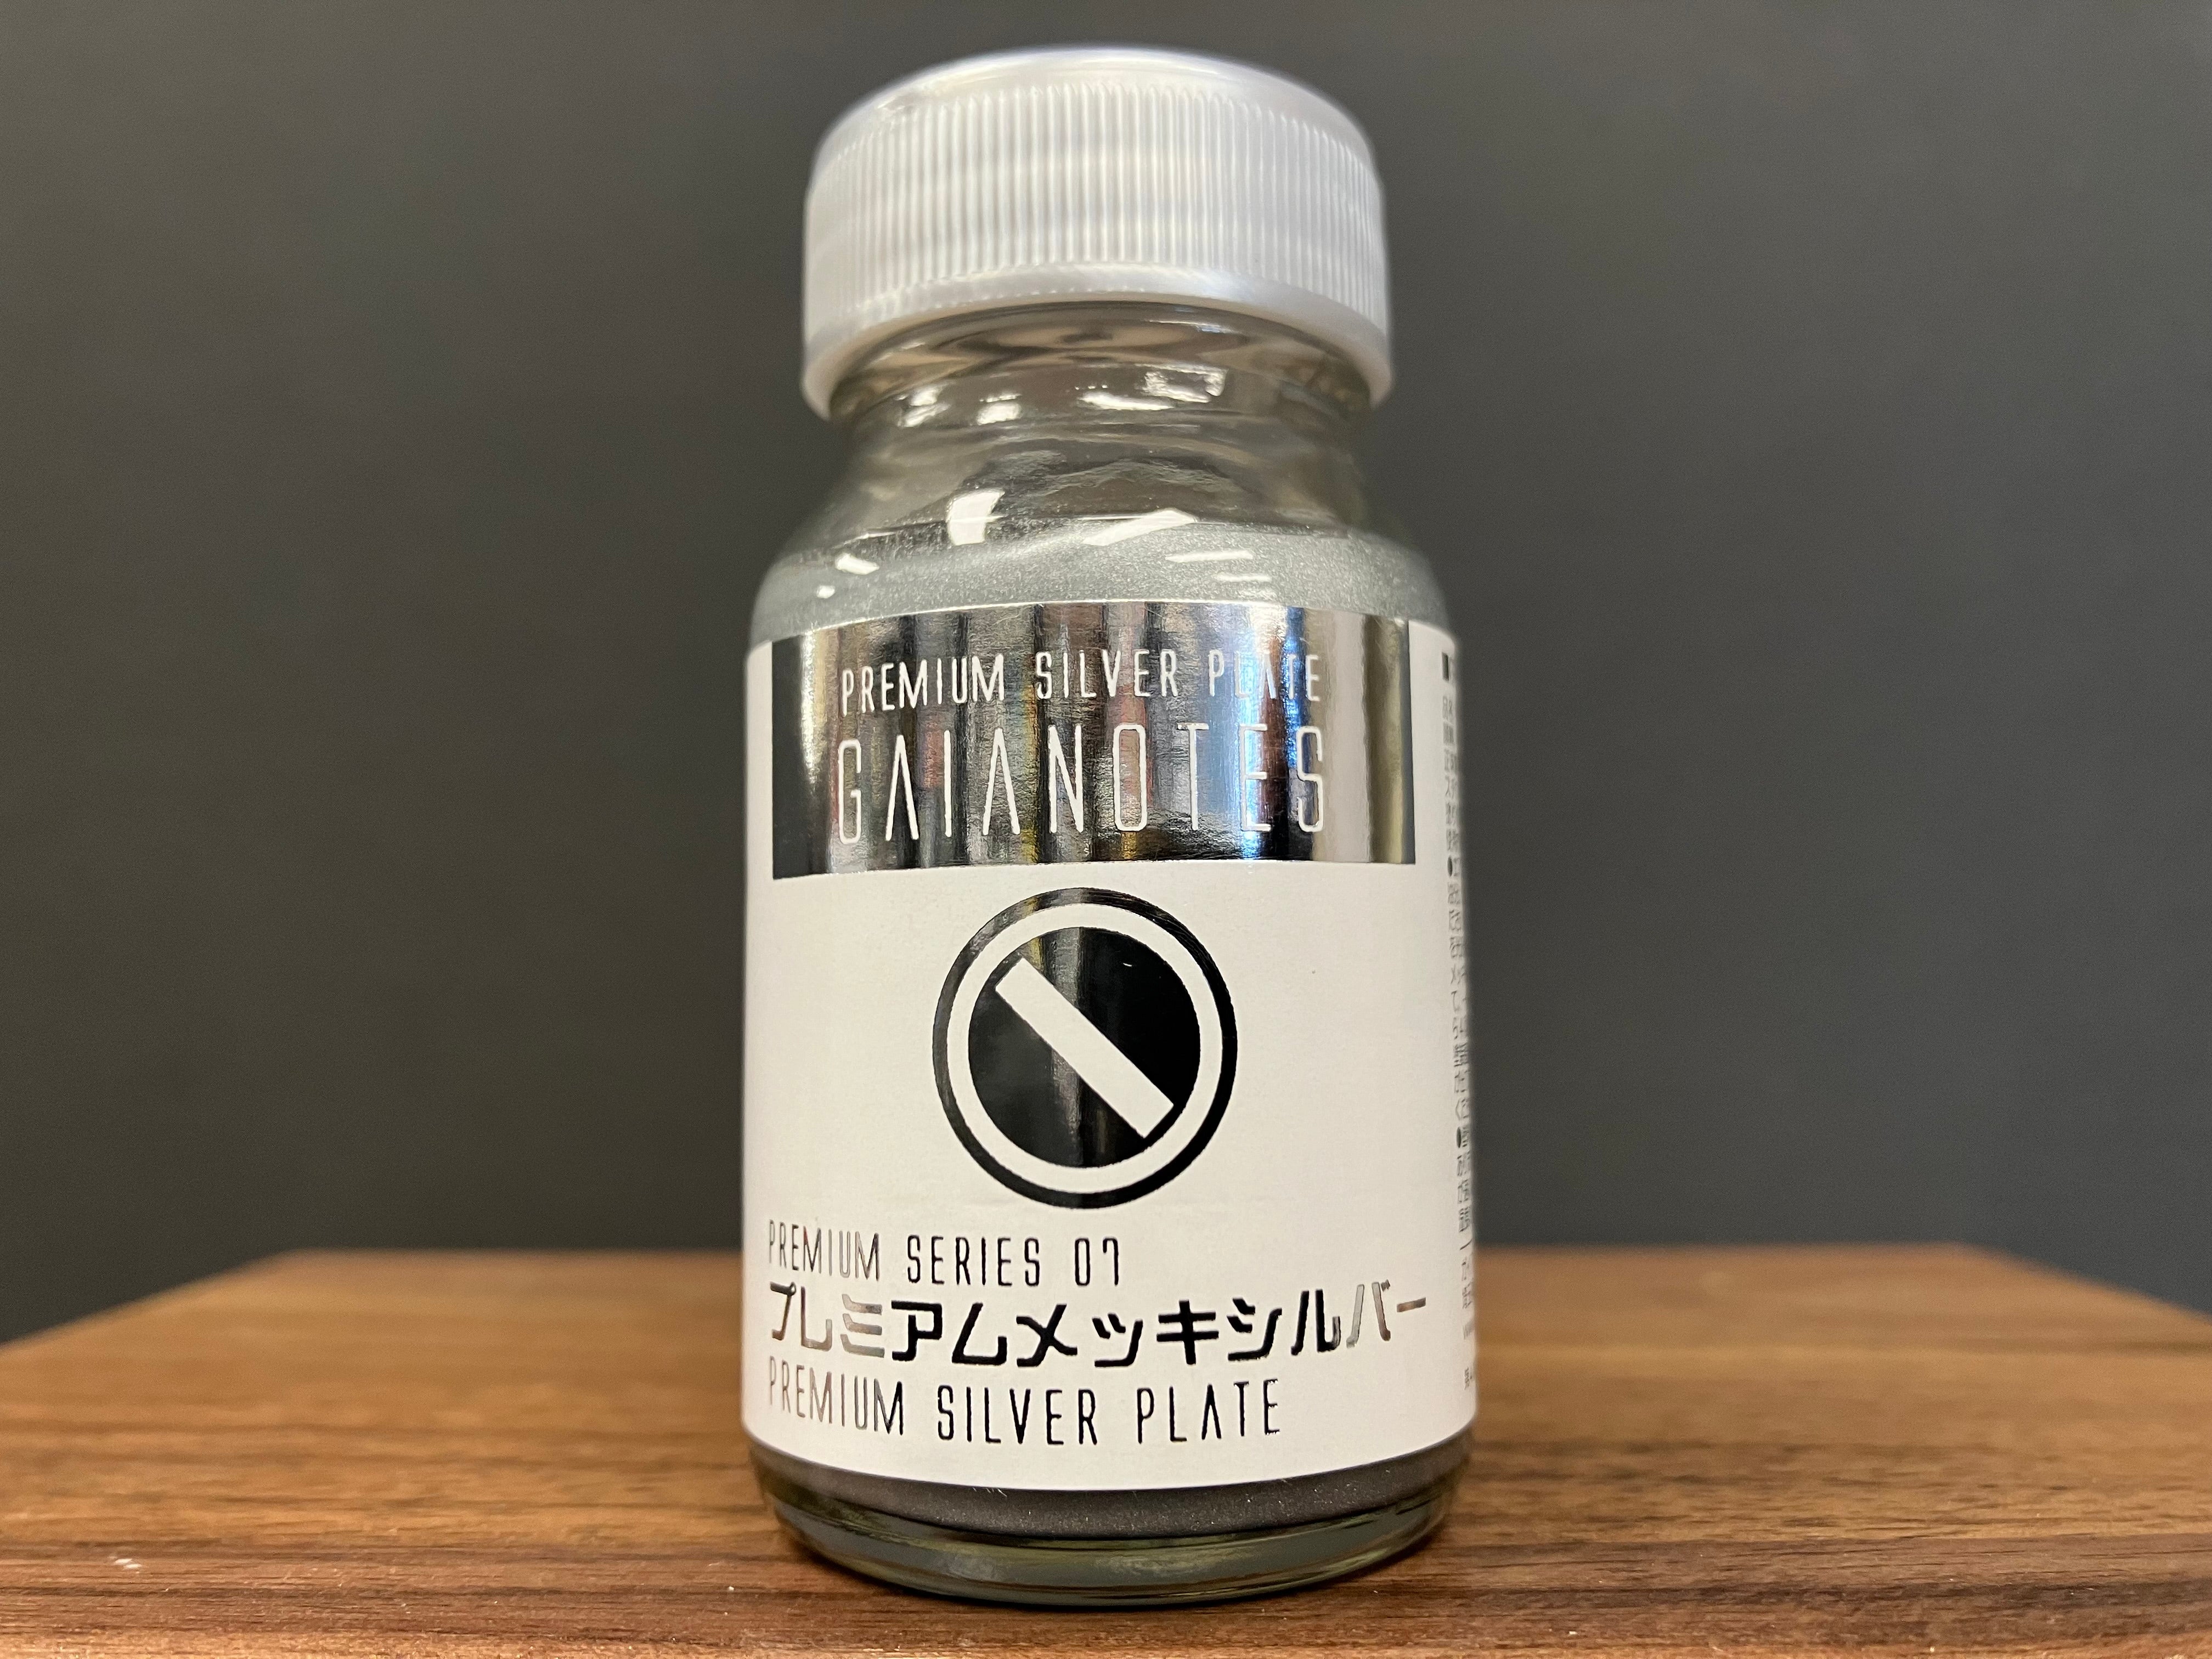 PREMIUM SILVER PLATE
GAIANOTES
PREMIUM SERIES 07
プレミアムメッキシルバー
PREMIUM SILVER PLATE